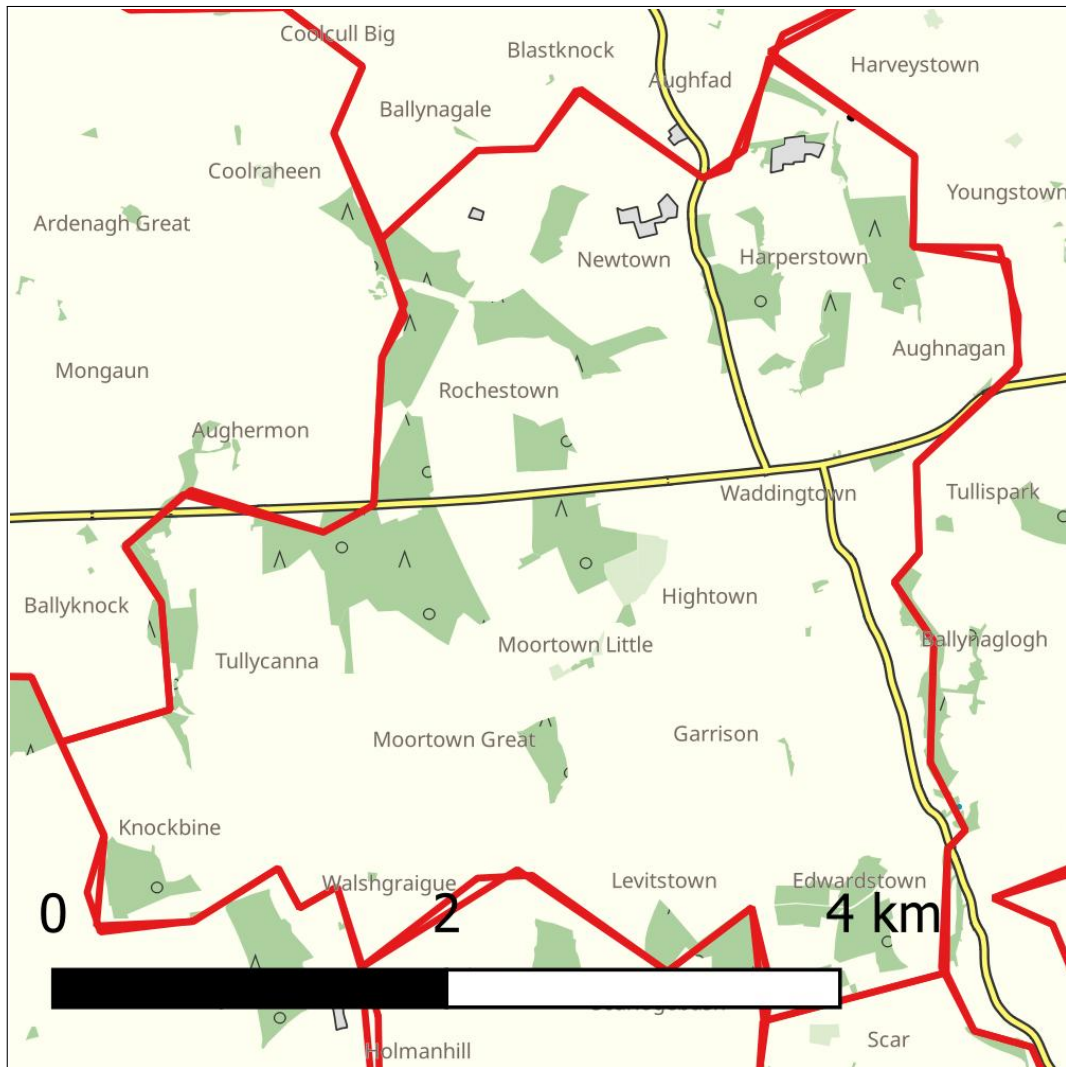 Coolcull Big
Blastknock
Aughfad
Harveystown
Ballynagale
Coolraheen
Youngstown
Ardenagh Great
Newtown
Harperstown
Aughnagan
Mongaun
Rochestown
Aughermon
Waddingtown
Tullispark
Ballyknock
Hightown
Moortown Little
Ballynaglogh
Tullycanna
Moortown Great
Garrison
Knockbine
Walshgraigue
Levitstown
Edwardstown
0
2
4 km
Scar
Holmanhill